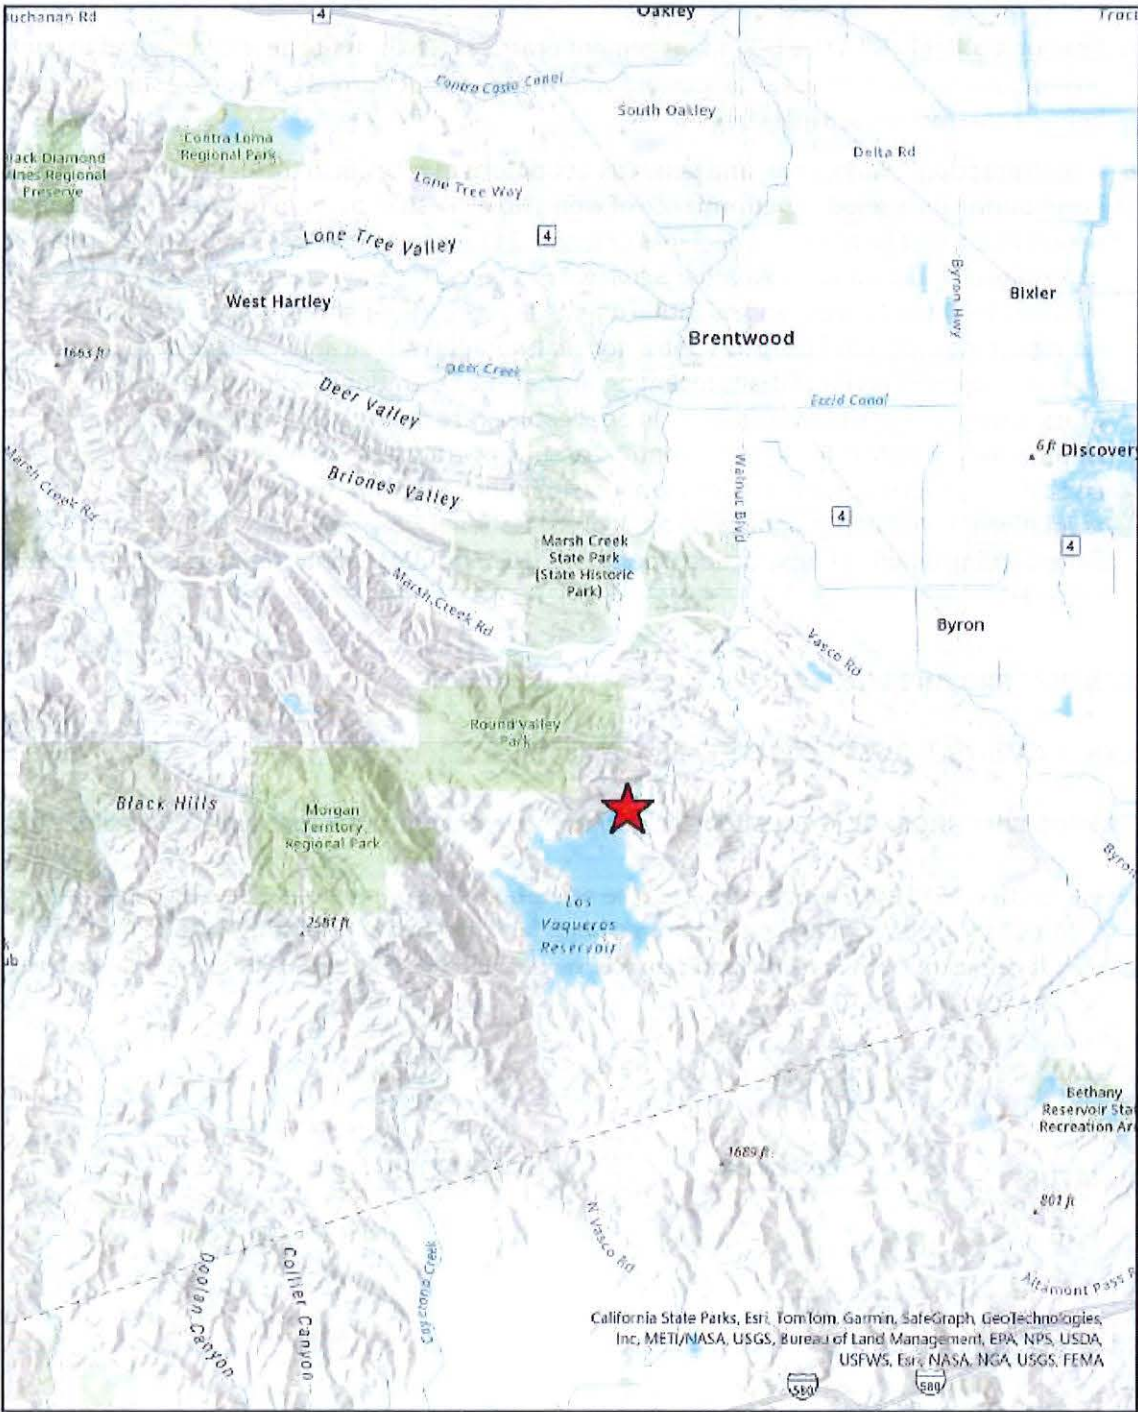 Buchanan Rd
4
Oakley
Contra Costa Canal
South Oakley
Delta Rd
Contra Loma
Regional Park
Black Diamond
Mines Regional
Preserve
Lone Tree Way
Lone Tree Valley
4
Byron Hwy
West Hartley
Bixler
Brentwood
1663 ft
Deer Creek
Deer Valley
Eccid Canal
6 ft
Discovery
Marsh Creek Rd
Briones Valley
Walnut Blvd
4
4
Marsh Creek
State Park
(State Historic
Park)
Marsh Creek Rd
Byron
Vasco Rd
Round Valley
Park
Black Hills
Morgan
Territory
Regional Park
Byron
Los
Vaqueros
Reservoir
2581 ft
ub
Bethany
Reservoir Sta
Recreation Ar
1689 ft
801 ft
N Vasco Rd
Doolan Canyon
Collier Canyon
Cayetano Creek
Altamont Pass R
California State Parks, Esri, TomTom, Garmin, SafeGraph, GeoTechnologies,
Inc, METI/NASA, USGS, Bureau of Land Management, EPA, NPS, USDA,
USFWS, Esri, NASA, NGA, USGS, FEMA
580
580